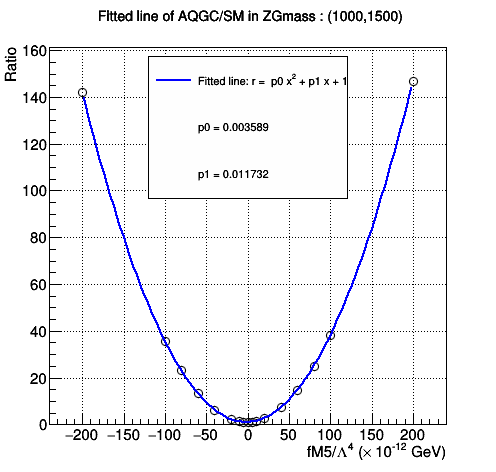 FItted line of AQGC/SM in ZGmass : (1000,1500)
Ratio
160
140
120
100
80
60
40
20
0
Fitted line: r = p0 x² + p1 x + 1
p0 = 0.003589
p1 = 0.011732
−200 −150 −100 −50 0 50 100 150 200
fM5/Λ⁴ (× 10⁻¹² GeV)